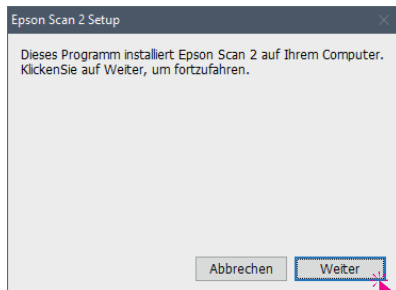 Epson Scan 2 Setup
Dieses Programm installiert Epson Scan 2 auf Ihrem Computer.
KlickenSie auf Weiter, um fortzufahren.
Abbrechen
Weiter